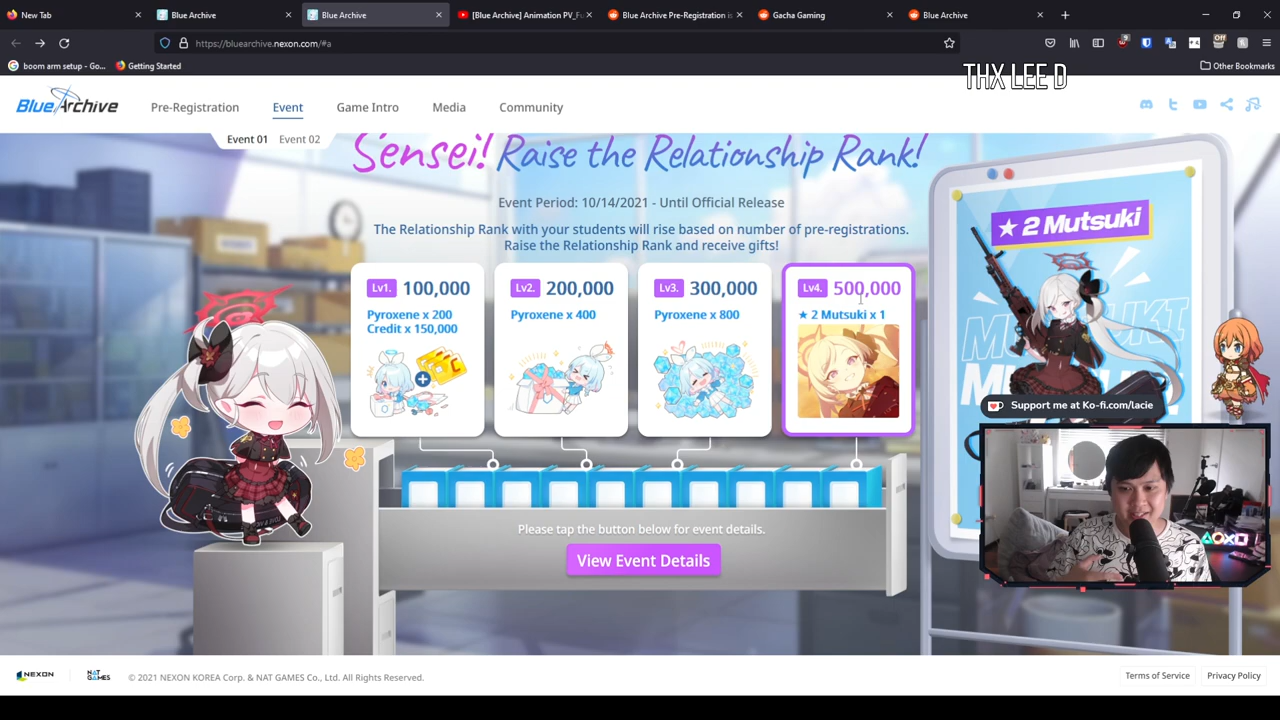 New Tab
Blue Archive
Blue Archive
[Blue Archive] Animation PV_Fu
Blue Archive Pre-Registration is
Gacha Gaming
Blue Archive
https://bluearchive.nexon.com/#a
Off
boom arm setup - Go...
Getting Started
Other Bookmarks
THX LEE D
Blue Archive
Pre-Registration
Event
Game Intro
Media
Community
Event 01
Event 02
Sensei! Raise the Relationship Rank!
Event Period: 10/14/2021 - Until Official Release
The Relationship Rank with your students will rise based on number of pre-registrations.
Raise the Relationship Rank and receive gifts!
Lv1. 100,000
Pyroxene x 200
Credit x 150,000
Lv2. 200,000
Pyroxene x 400
Lv3. 300,000
Pyroxene x 800
Lv4. 500,000
★ 2 Mutsuki x 1
★ 2 Mutsuki
Support me at Ko-fi.com/lacie
Please tap the button below for event details.
View Event Details
NEXON
NAT GAMES
© 2021 NEXON KOREA Corp. & NAT GAMES Co., Ltd. All Rights Reserved.
Terms of Service
Privacy Policy